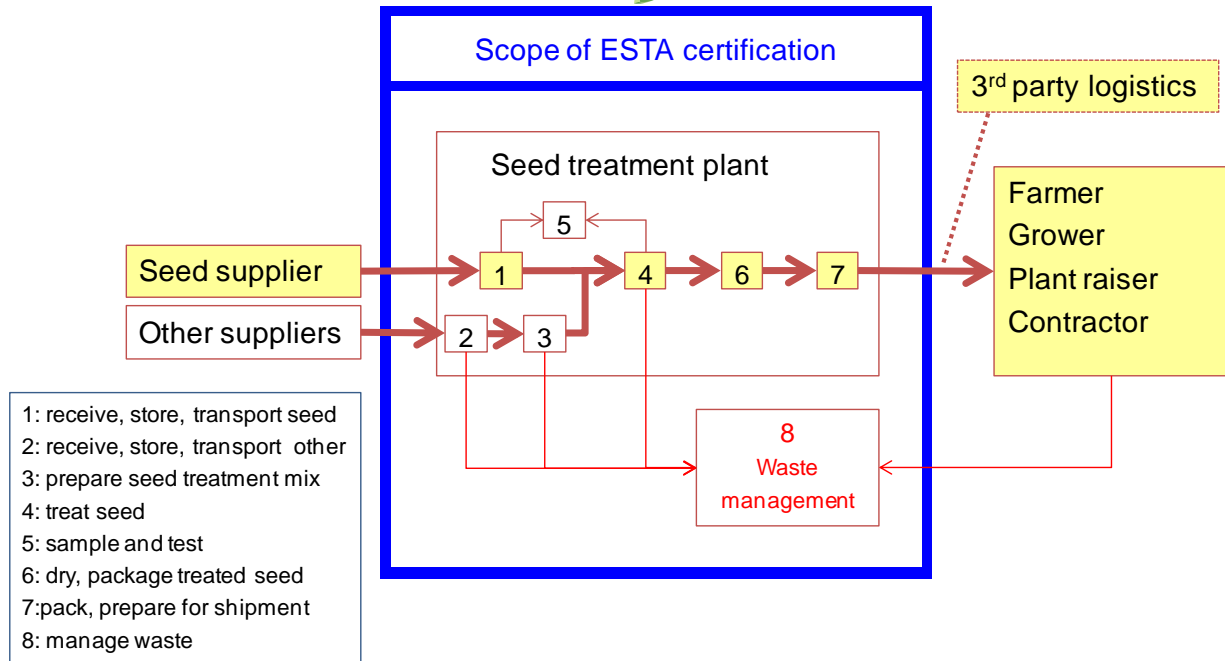 Scope of ESTA certification
3rd party logistics
Seed treatment plant
Farmer
Grower
Plant raiser
Contractor
5
Seed supplier
1
4
6
7
Other suppliers
2
3
1: receive, store, transport seed
2: receive, store, transport other
3: prepare seed treatment mix
4: treat seed
5: sample and test
6: dry, package treated seed
7:pack, prepare for shipment
8: manage waste
8
Waste
management